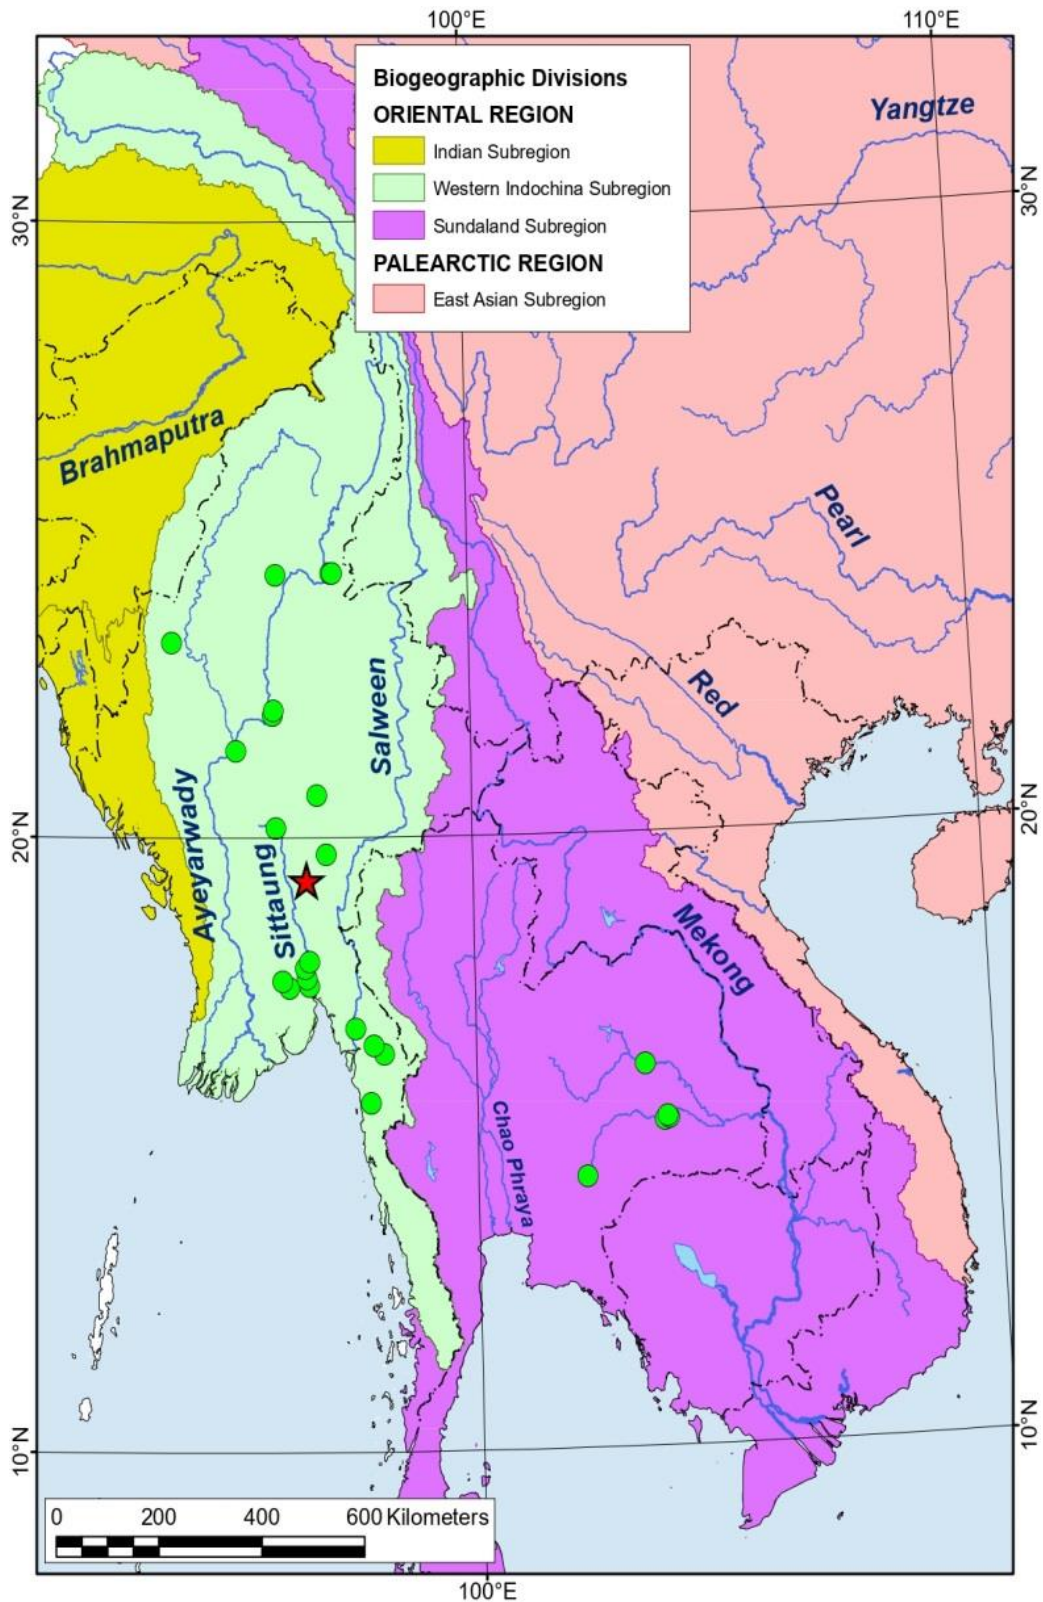 100°E
110°E
Biogeographic Divisions
ORIENTAL REGION
Indian Subregion
Western Indochina Subregion
Sundaland Subregion
PALEARCTIC REGION
East Asian Subregion
Yangtze
30°N
30°N
Brahmaputra
Pearl
Salween
Red
Ayeyarwady
Sittaung
20°N
20°N
Mekong
Chao Phraya
10°N
10°N
0 200 400 600 Kilometers
100°E